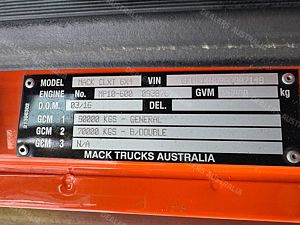 MODEL MACK CLXT 6X4 VIN
ENGINE No. MP10-600 GVM kg
D.O.M. 03/16 DEL.
GCM 1 90000 KGS - GENERAL
GCM 2 70000 KGS - B/DOUBLE
GCM 3 N/A
MACK TRUCKS AUSTRALIA